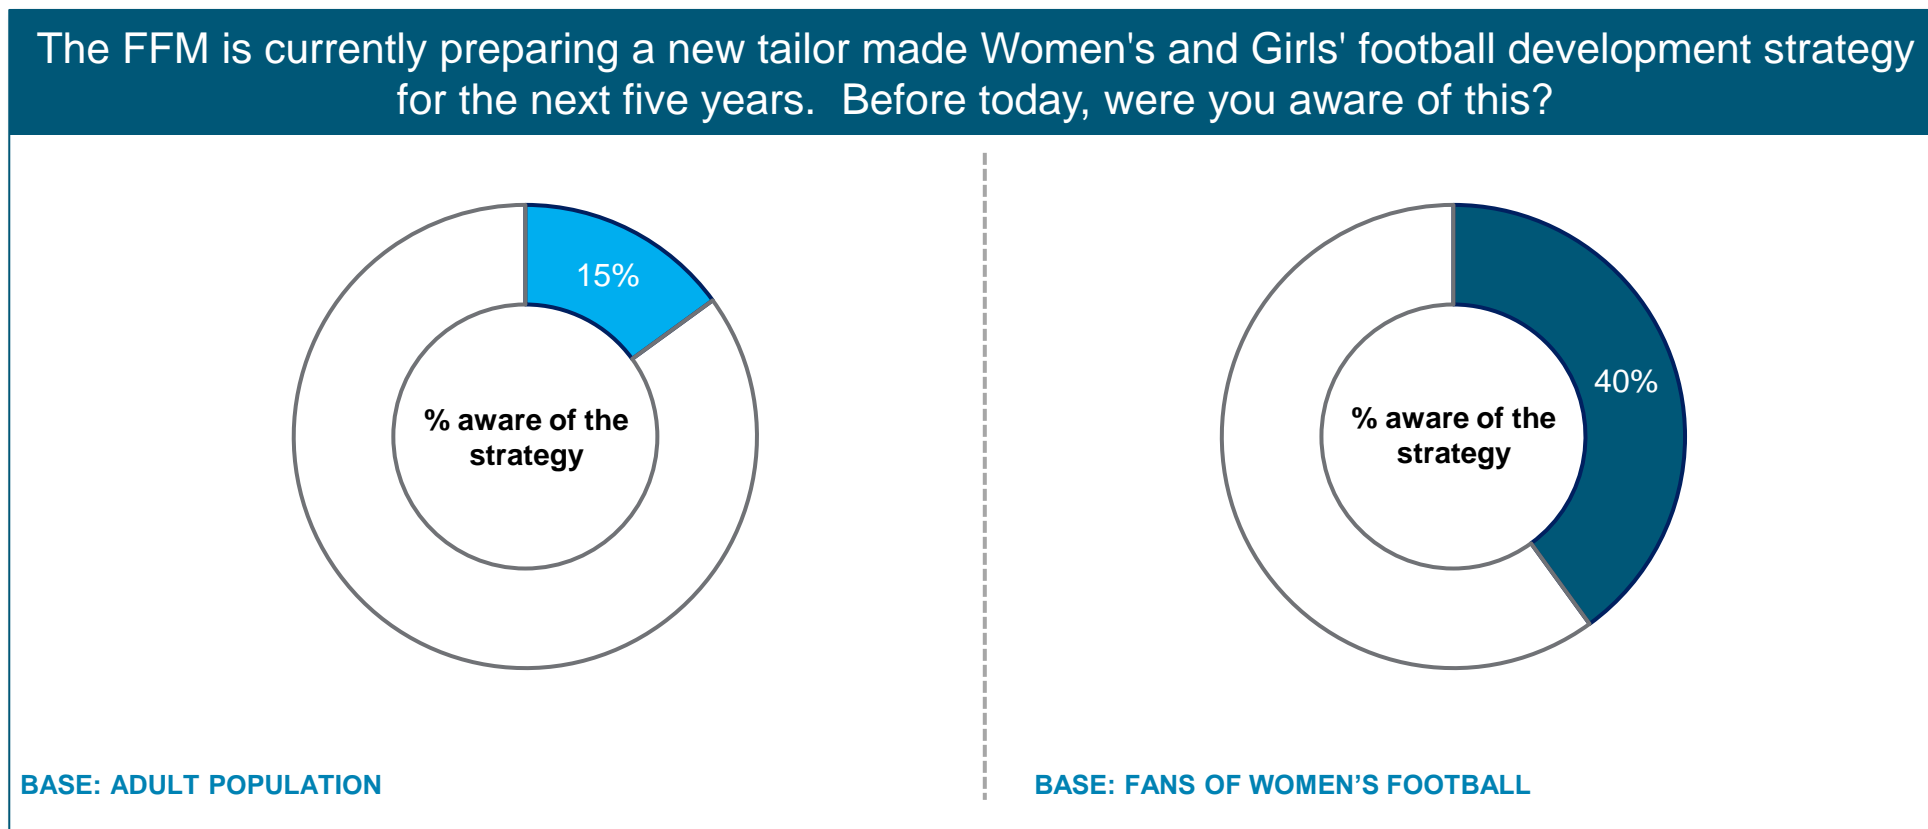 The FFM is currently preparing a new tailor made Women's and Girls' football development strategy
for the next five years.  Before today, were you aware of this?
15%
% aware of the
strategy
BASE: ADULT POPULATION
40%
% aware of the
strategy
BASE: FANS OF WOMEN’S FOOTBALL